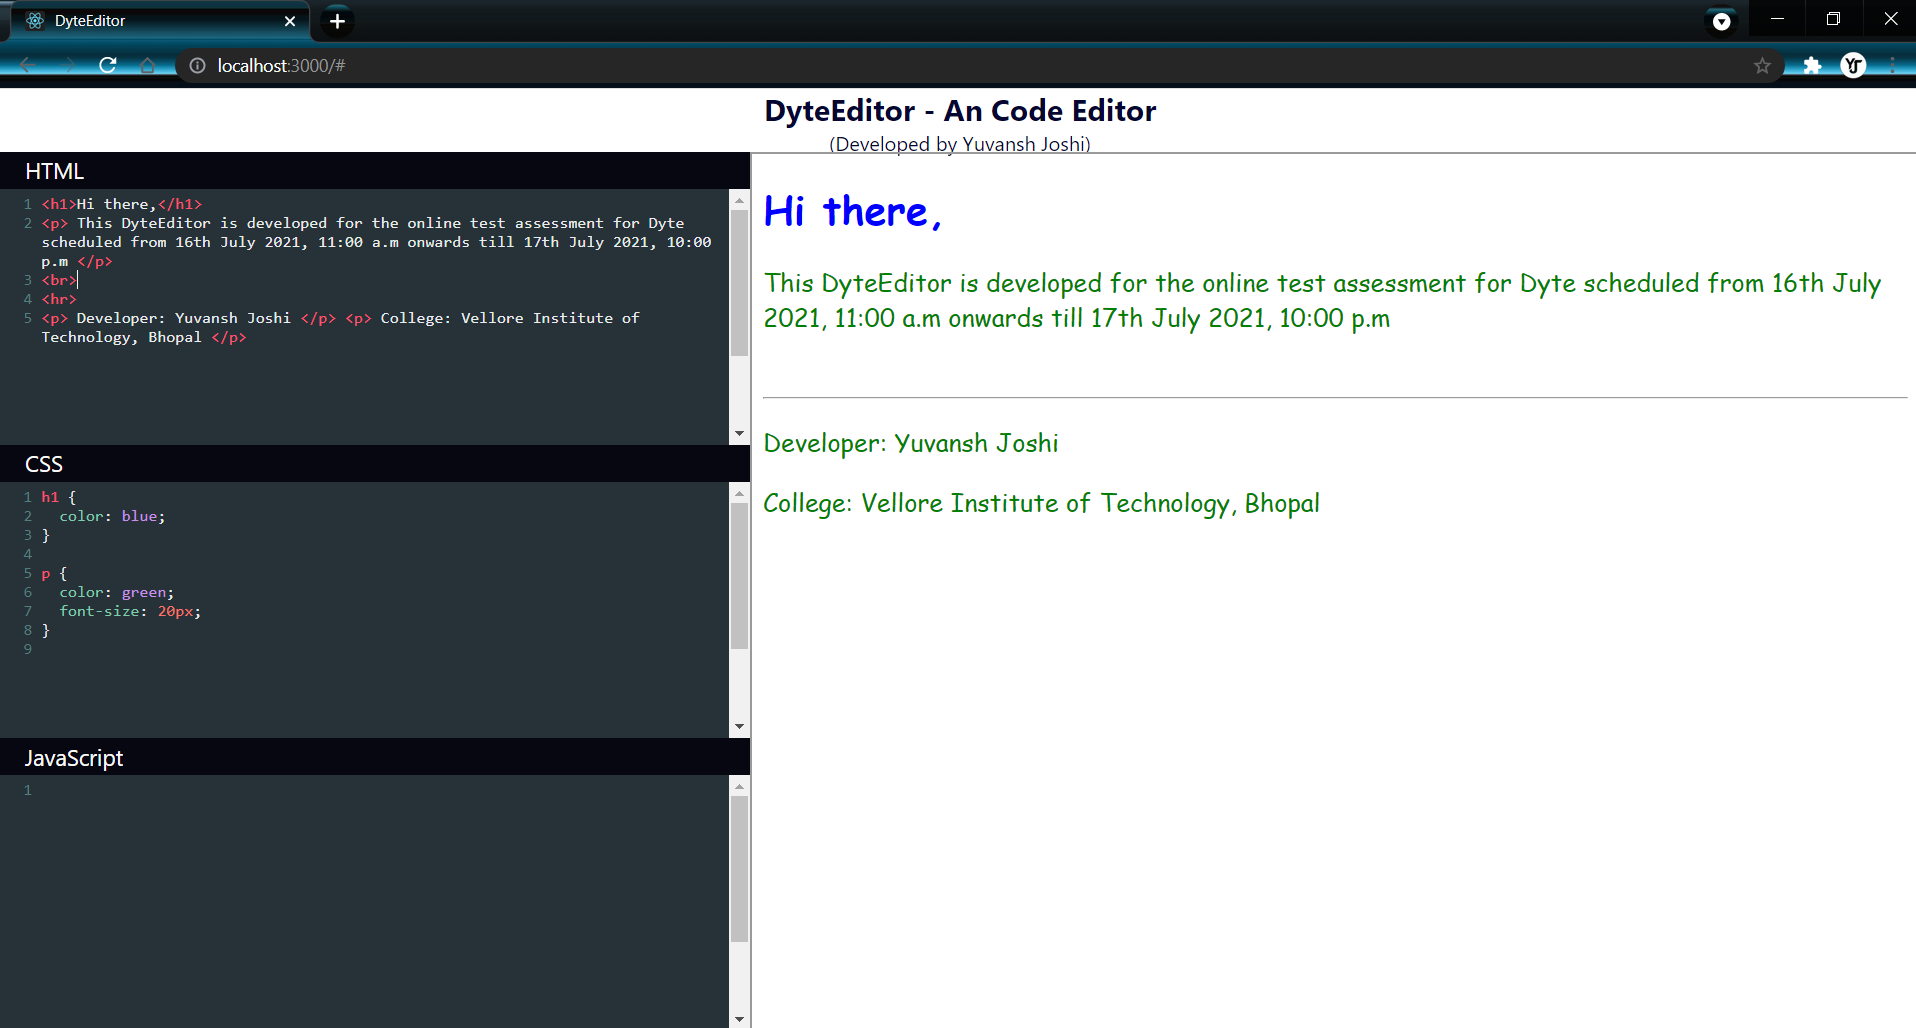 DyteEditor
localhost:3000/#
DyteEditor - An Code Editor
(Developed by Yuvansh Joshi)
HTML
1 <h1>Hi there,</h1>
2 <p> This DyteEditor is developed for the online test assessment for Dyte
scheduled from 16th July 2021, 11:00 a.m onwards till 17th July 2021, 10:00
p.m </p>
3 <br>
4 <hr>
5 <p> Developer: Yuvansh Joshi </p> <p> College: Vellore Institute of
Technology, Bhopal </p>
CSS
1 h1 {
2 color: blue;
3 }
4
5 p {
6 color: green;
7 font-size: 20px;
8 }
9
JavaScript
1
Hi there,
This DyteEditor is developed for the online test assessment for Dyte scheduled from 16th July
2021, 11:00 a.m onwards till 17th July 2021, 10:00 p.m
Developer: Yuvansh Joshi
College: Vellore Institute of Technology, Bhopal